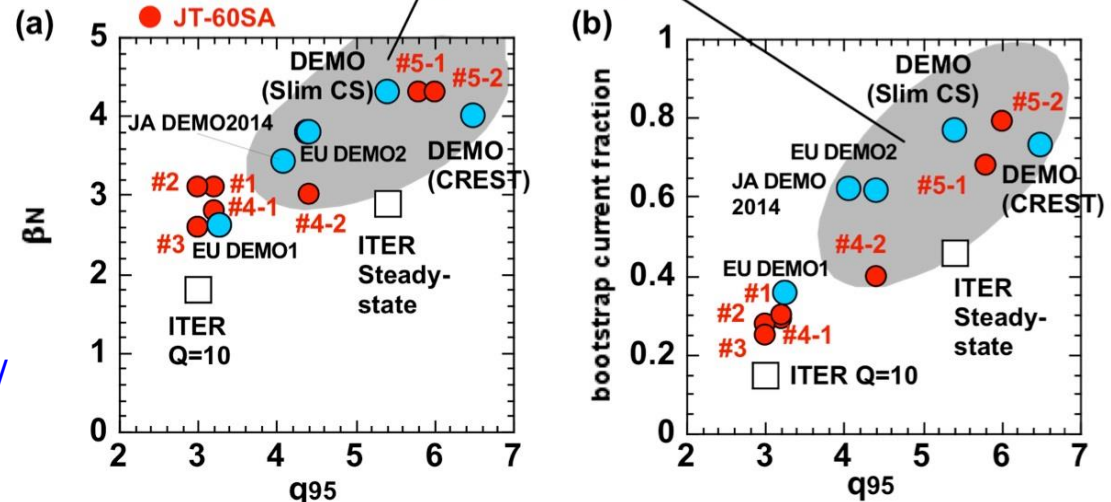 (a)
JT-60SA
5
4
3
2
1
0
βN
2 3 4 5 6 7
q95
DEMO
(Slim CS)
#5-1
#5-2
JA DEMO2014
EU DEMO2
DEMO
(CREST)
#2
#1
#4-1
#4-2
#3
EU DEMO1
ITER
Steady-
state
ITER
Q=10
/
(b)
1
0.8
0.6
0.4
0.2
0
bootstrap current fraction
2 3 4 5 6 7
q95
DEMO
(Slim CS)
#5-2
EU DEMO2
JA DEMO
2014
#5-1
DEMO
(CREST)
#4-2
EU DEMO1
#1
#2
#4-1
#3
ITER
Steady-
state
ITER Q=10